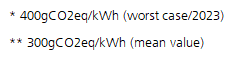 * 400gCO2eq/kWh (worst case/2023)
** 300gCO2eq/kWh (mean value)